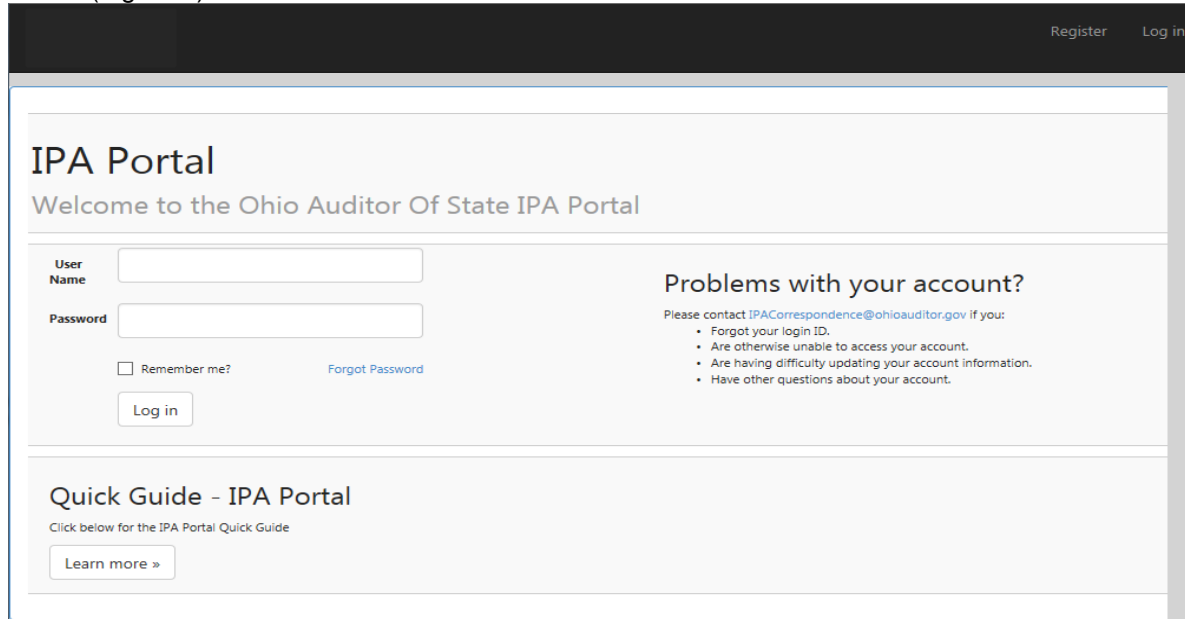 Register Log in
IPA Portal
Welcome to the Ohio Auditor Of State IPA Portal
User
Name
Password
Remember me? Forgot Password
Log in
Problems with your account?
Please contact IPACorrespondence@ohioauditor.gov if you:
• Forgot your login ID.
• Are otherwise unable to access your account.
• Are having difficulty updating your account information.
• Have other questions about your account.
Quick Guide - IPA Portal
Click below for the IPA Portal Quick Guide
Learn more »